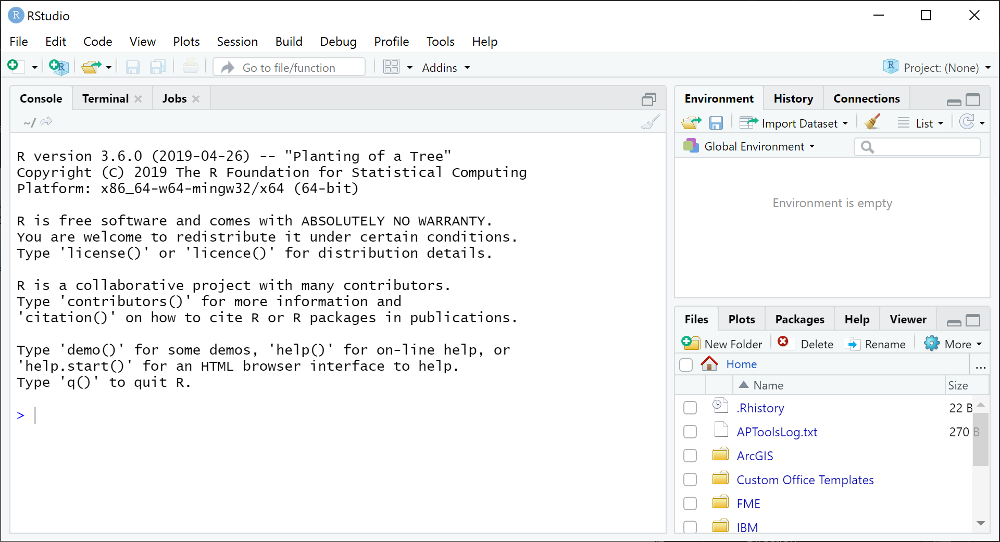 R RStudio
File Edit Code View Plots Session Build Debug Profile Tools Help
R Go to file/function Addins R Project: (None)
Console Terminal Jobs
~/
R version 3.6.0 (2019-04-26) -- "Planting of a Tree"
Copyright (C) 2019 The R Foundation for Statistical Computing
Platform: x86_64-w64-mingw32/x64 (64-bit)
R is free software and comes with ABSOLUTELY NO WARRANTY.
You are welcome to redistribute it under certain conditions.
Type 'license()' or 'licence()' for distribution details.
R is a collaborative project with many contributors.
Type 'contributors()' for more information and
'citation()' on how to cite R or R packages in publications.
Type 'demo()' for some demos, 'help()' for on-line help, or
'help.start()' for an HTML browser interface to help.
Type 'q()' to quit R.
>
Environment History Connections
Import Dataset List
Global Environment
Environment is empty
Files Plots Packages Help Viewer
New Folder Delete Rename More
Home ...
Name Size
.Rhistory 22 B
APToolsLog.txt 270 B
ArcGIS
Custom Office Templates
FME
IBM